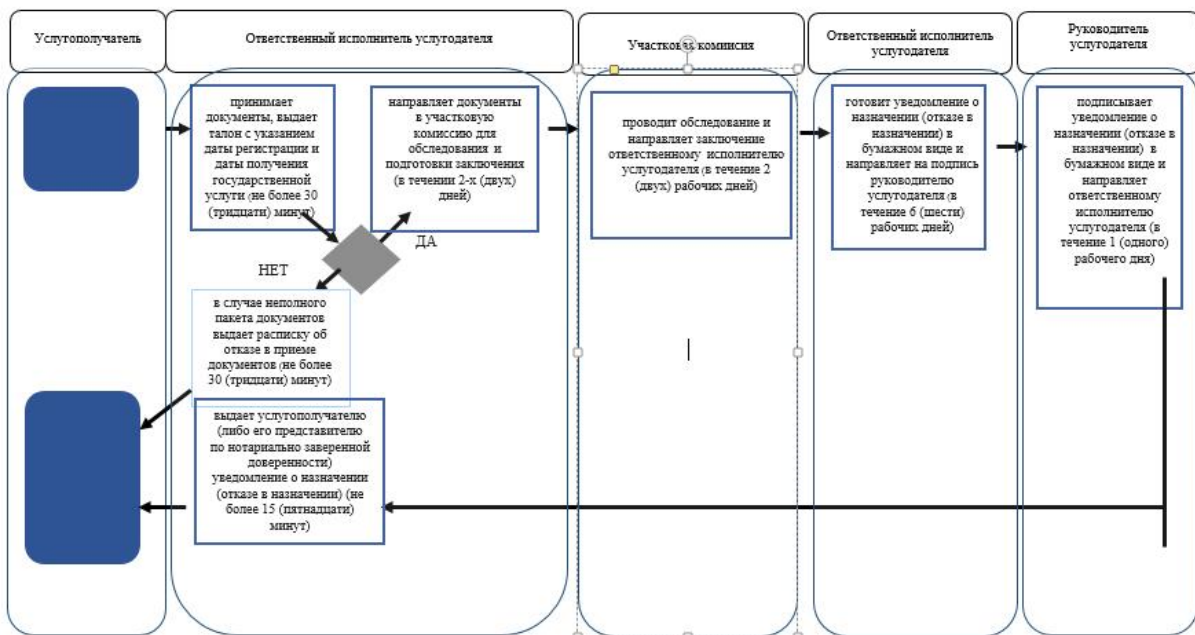 Услугополучатель
Ответственный исполнитель услугодателя
Участковая комиисия
Ответственный исполнитель
услугодателя
Руководитель
услугодателя
принимает
документы, выдает
талон с указанием
даты регистрации и
даты получения
государственной
услуги (не более 30
(тридцати) минут)
направляет документы
в участковую
комиссию для
обследования и
подготовки заключения
(в течении 2-х (двух)
дней)
проводит обследование и
направляет заключение
ответственному исполнителю
услугодателя (в течение 2
(двух) рабочих дней)
готовит уведомление о
назначении (отказе в
назначении) в
бумажном виде и
направляет на подпись
руководителю
услугодателя (в
течение 6 (шести)
рабочих дней)
подписывает
уведомление о
назначении (отказе в
назначении) в
бумажном виде и
направляет
ответственному
исполнителю
услугодателя (в
течение 1 (одного)
рабочего дня)
ДА
НЕТ
в случае неполного
пакета документов
выдает расписку об
отказе в приеме
документов (не более
30 (тридцати) минут)
выдает услугополучателю
(либо его представителю
по нотариально заверенной
доверенности)
уведомление о назначении
(отказе в назначении) (не
более 15 (пятнадцати)
минут)